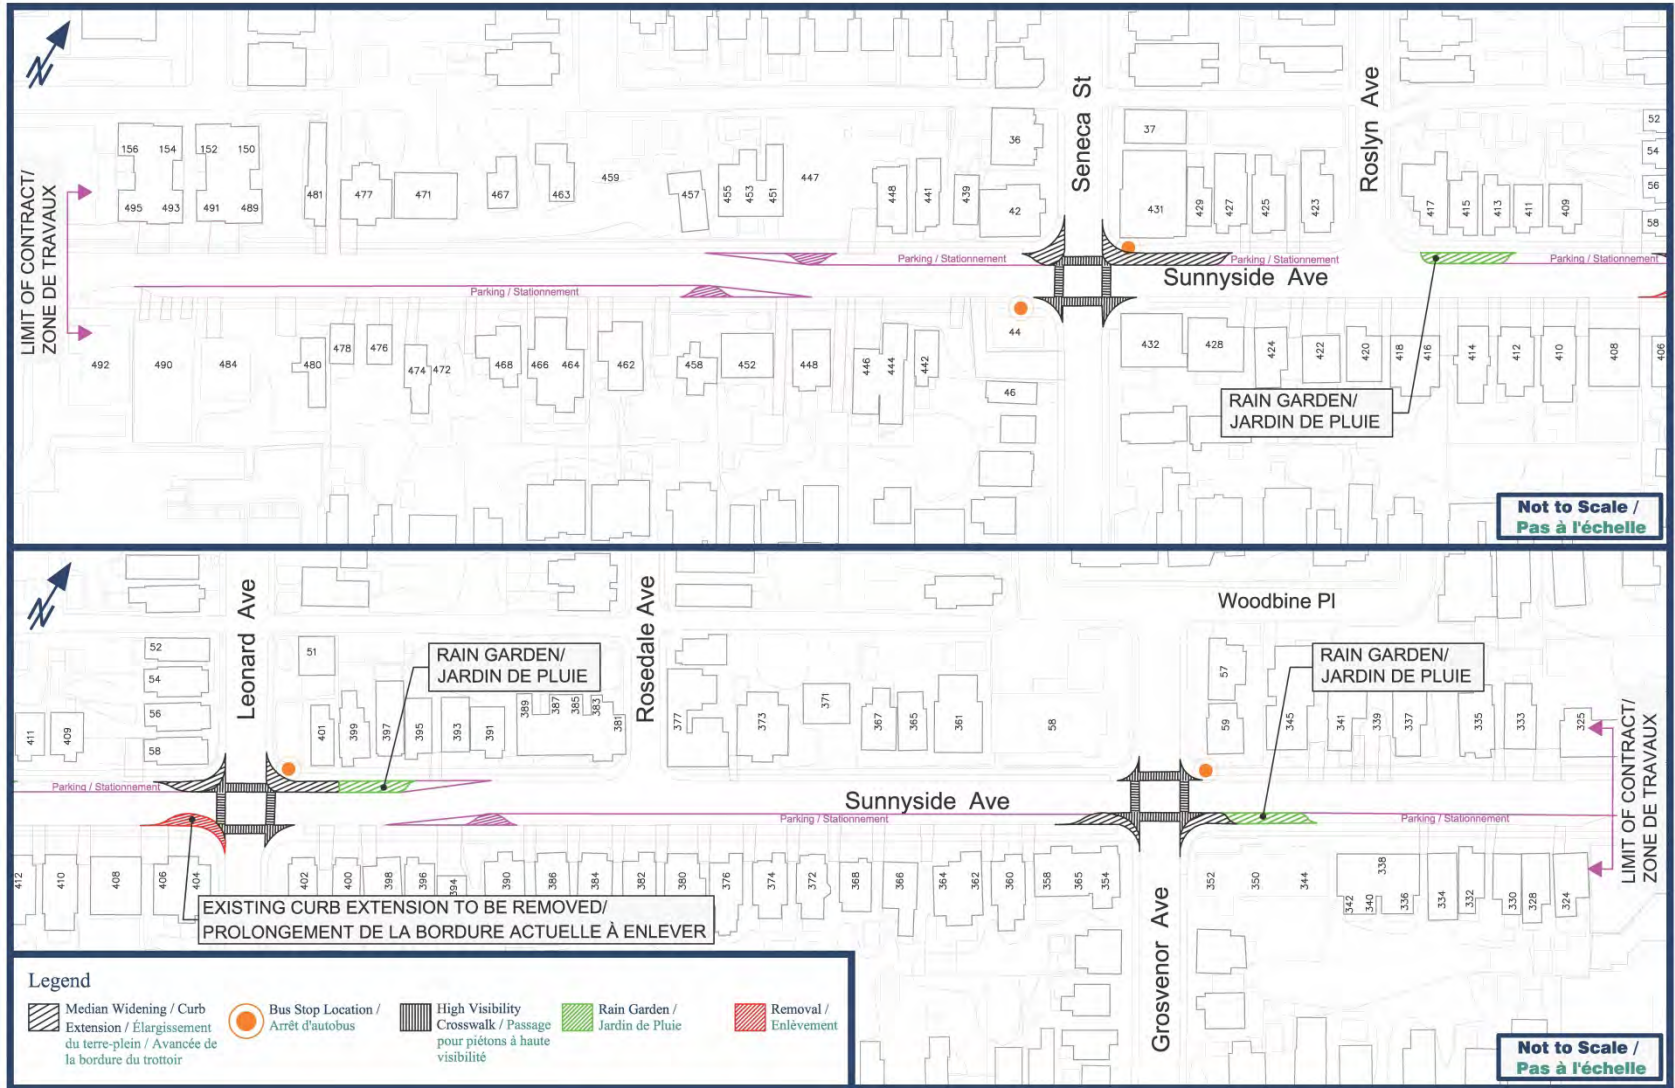 N
LIMIT OF CONTRACT/
ZONE DE TRAVAUX
Seneca St
Roslyn Ave
156 154 152 150
495 493 491 489
481
477
471
467
463
459
457
455
453
451
447
448
441
439
36
42
37
431
429
427
425
423
417
415
413
411
409
52
54
56
58
Parking / Stationnement
Parking / Stationnement
Parking / Stationnement
Sunnyside Ave
Parking / Stationnement
492
490
484
480
478
476
474
472
468
466
464
462
458
452
448
446
444
442
44
46
432
428
424
422
420
418
416
414
412
410
408
406
RAIN GARDEN/
JARDIN DE PLUIE
Not to Scale /
Pas à l'échelle
N
Leonard Ave
Rosedale Ave
Woodbine Pl
RAIN GARDEN/
JARDIN DE PLUIE
RAIN GARDEN/
JARDIN DE PLUIE
52
54
56
58
411
409
51
401
399
397
395
393
391
389
387
385
383
381
377
373
371
367
365
361
58
57
59
345
341
339
337
335
333
325
LIMIT OF CONTRACT/
ZONE DE TRAVAUX
Parking / Stationnement
Sunnyside Ave
Parking / Stationnement
Parking / Stationnement
412
410
408
406
404
402
400
398
396
394
390
386
384
382
380
376
374
372
368
366
364
362
360
358
365
354
352
350
344
342
340
338
336
334
332
330
328
324
EXISTING CURB EXTENSION TO BE REMOVED/
PROLONGEMENT DE LA BORDURE ACTUELLE À ENLEVER
Grosvenor Ave
Legend
Median Widening / Curb
Extension / Élargissement
du terre-plein / Avancée de
la bordure du trottoir
Bus Stop Location /
Arrêt d'autobus
High Visibility
Crosswalk / Passage
pour piétons à haute
visibilité
Rain Garden /
Jardin de Pluie
Removal /
Enlèvement
Not to Scale /
Pas à l'échelle